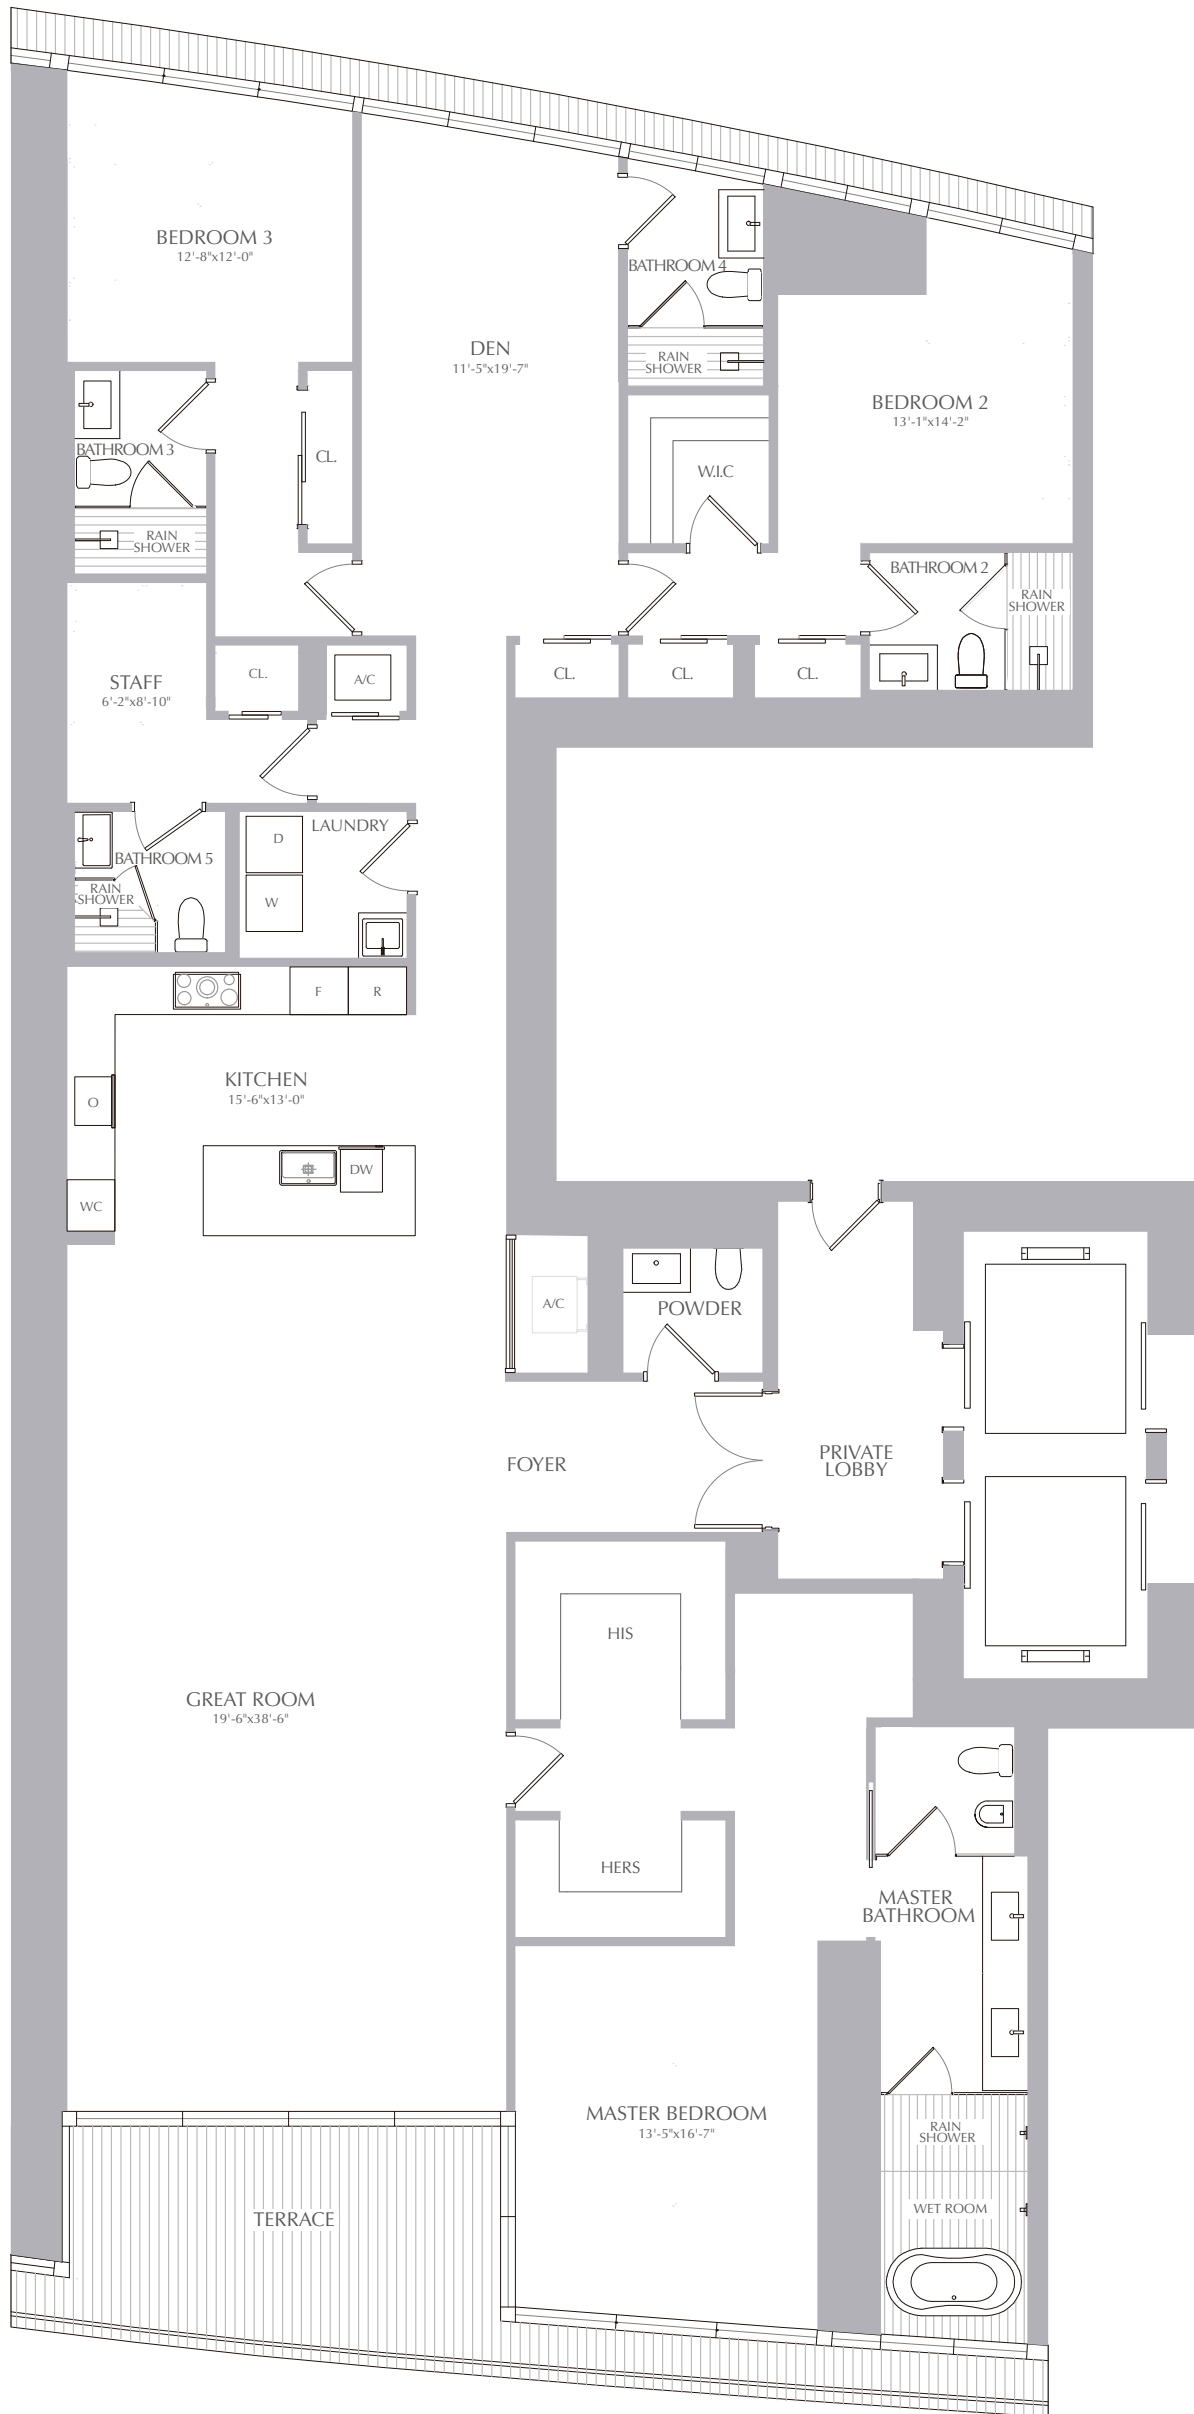 BEDROOM 3
12'-8"x12'-0"
BATHROOM 4
DEN
11'-5"x19'-7"
RAIN
SHOWER
BEDROOM 2
13'-1"x14'-2"
BATHROOM 3
CL.
W.I.C
RAIN
SHOWER
BATHROOM 2
RAIN
SHOWER
STAFF
6'-2"x8'-10"
CL.
A/C
CL.
CL.
CL.
LAUNDRY
D
BATHROOM 5
RAIN
SHOWER
W
F
R
KITCHEN
15'-6"x13'-0"
O
DW
WC
A/C
POWDER
FOYER
PRIVATE
LOBBY
HIS
GREAT ROOM
19'-6"x38'-6"
HERS
MASTER
BATHROOM
MASTER BEDROOM
13'-5"x16'-7"
RAIN
SHOWER
WET ROOM
TERRACE